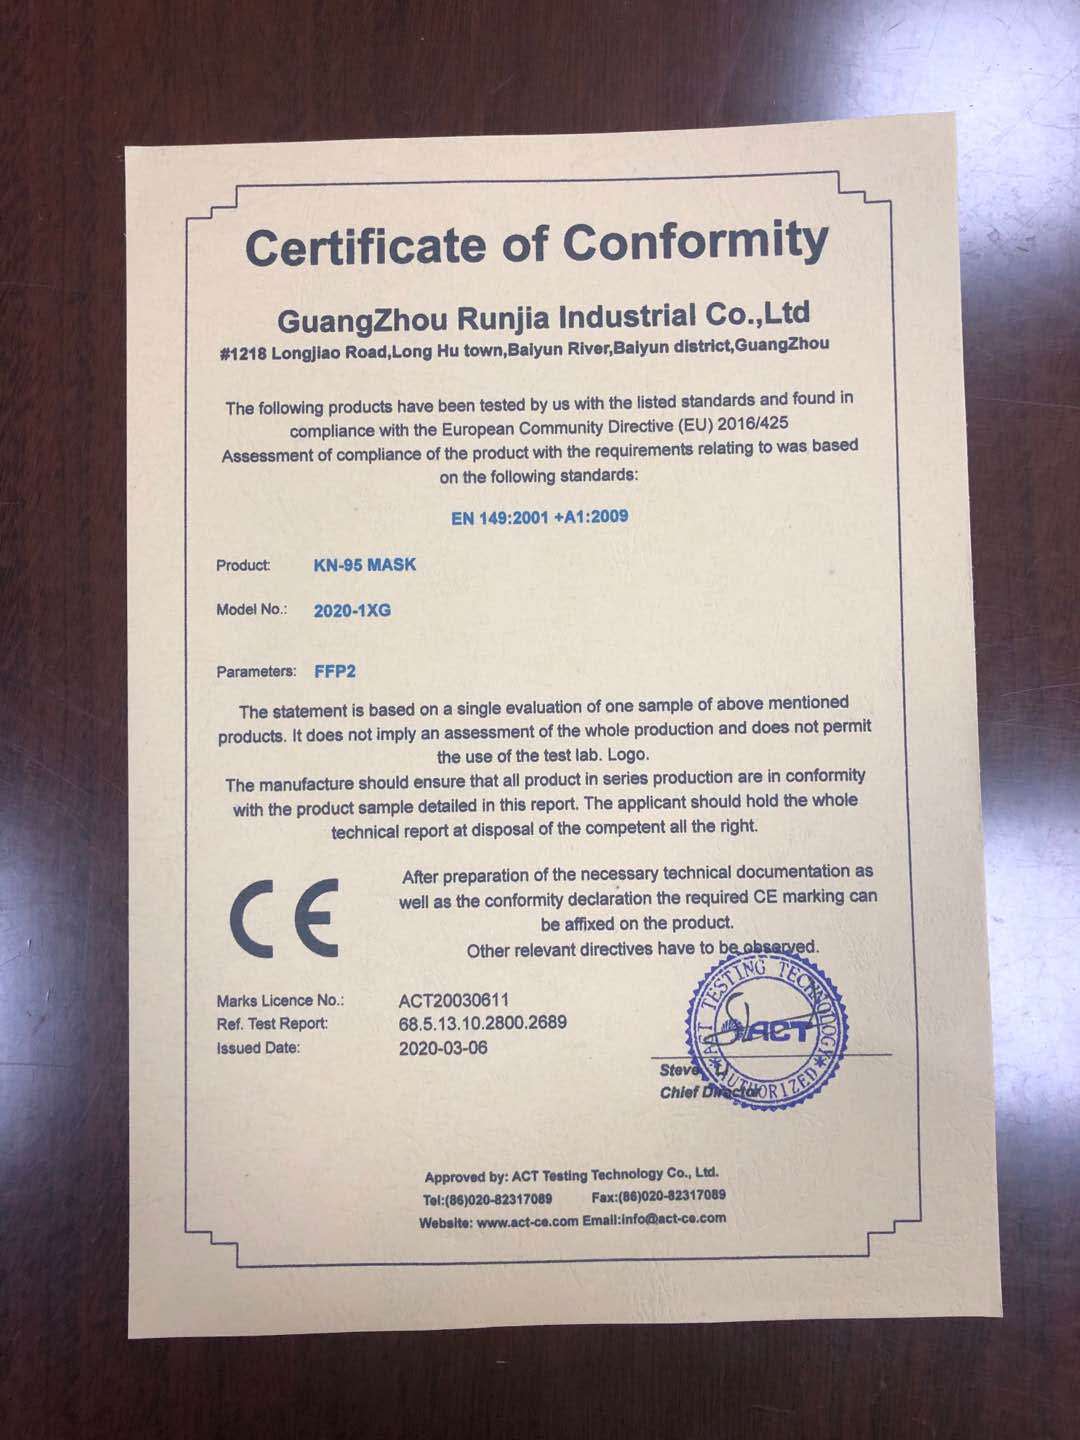 Certificate of Conformity
GuangZhou Runjia Industrial Co.,Ltd
#1218 Longjiao Road,Long Hu town,Baiyun River,Baiyun district,GuangZhou
The following products have been tested by us with the listed standards and found in
compliance with the European Community Directive (EU) 2016/425
Assessment of compliance of the product with the requirements relating to was based
on the following standards:
EN 149:2001 +A1:2009
Product: KN-95 MASK
Model No.: 2020-1XG
Parameters: FFP2
The statement is based on a single evaluation of one sample of above mentioned
products. It does not imply an assessment of the whole production and does not permit
the use of the test lab. Logo.
The manufacture should ensure that all product in series production are in conformity
with the product sample detailed in this report. The applicant should hold the whole
technical report at disposal of the competent all the right.
CE
After preparation of the necessary technical documentation as
well as the conformity declaration the required CE marking can
be affixed on the product.
Other relevant directives have to be observed.
Marks Licence No.: ACT20030611
Ref. Test Report: 68.5.13.10.2800.2689
Issued Date: 2020-03-06
ACT TESTING TECHNOLOGY
ACT
*AUTHORIZED*
Steve
Chief Director
Approved by: ACT Testing Technology Co., Ltd.
Tel:(86)020-82317089 Fax:(86)020-82317089
Website: www.act-ce.com Email:info@act-ce.com